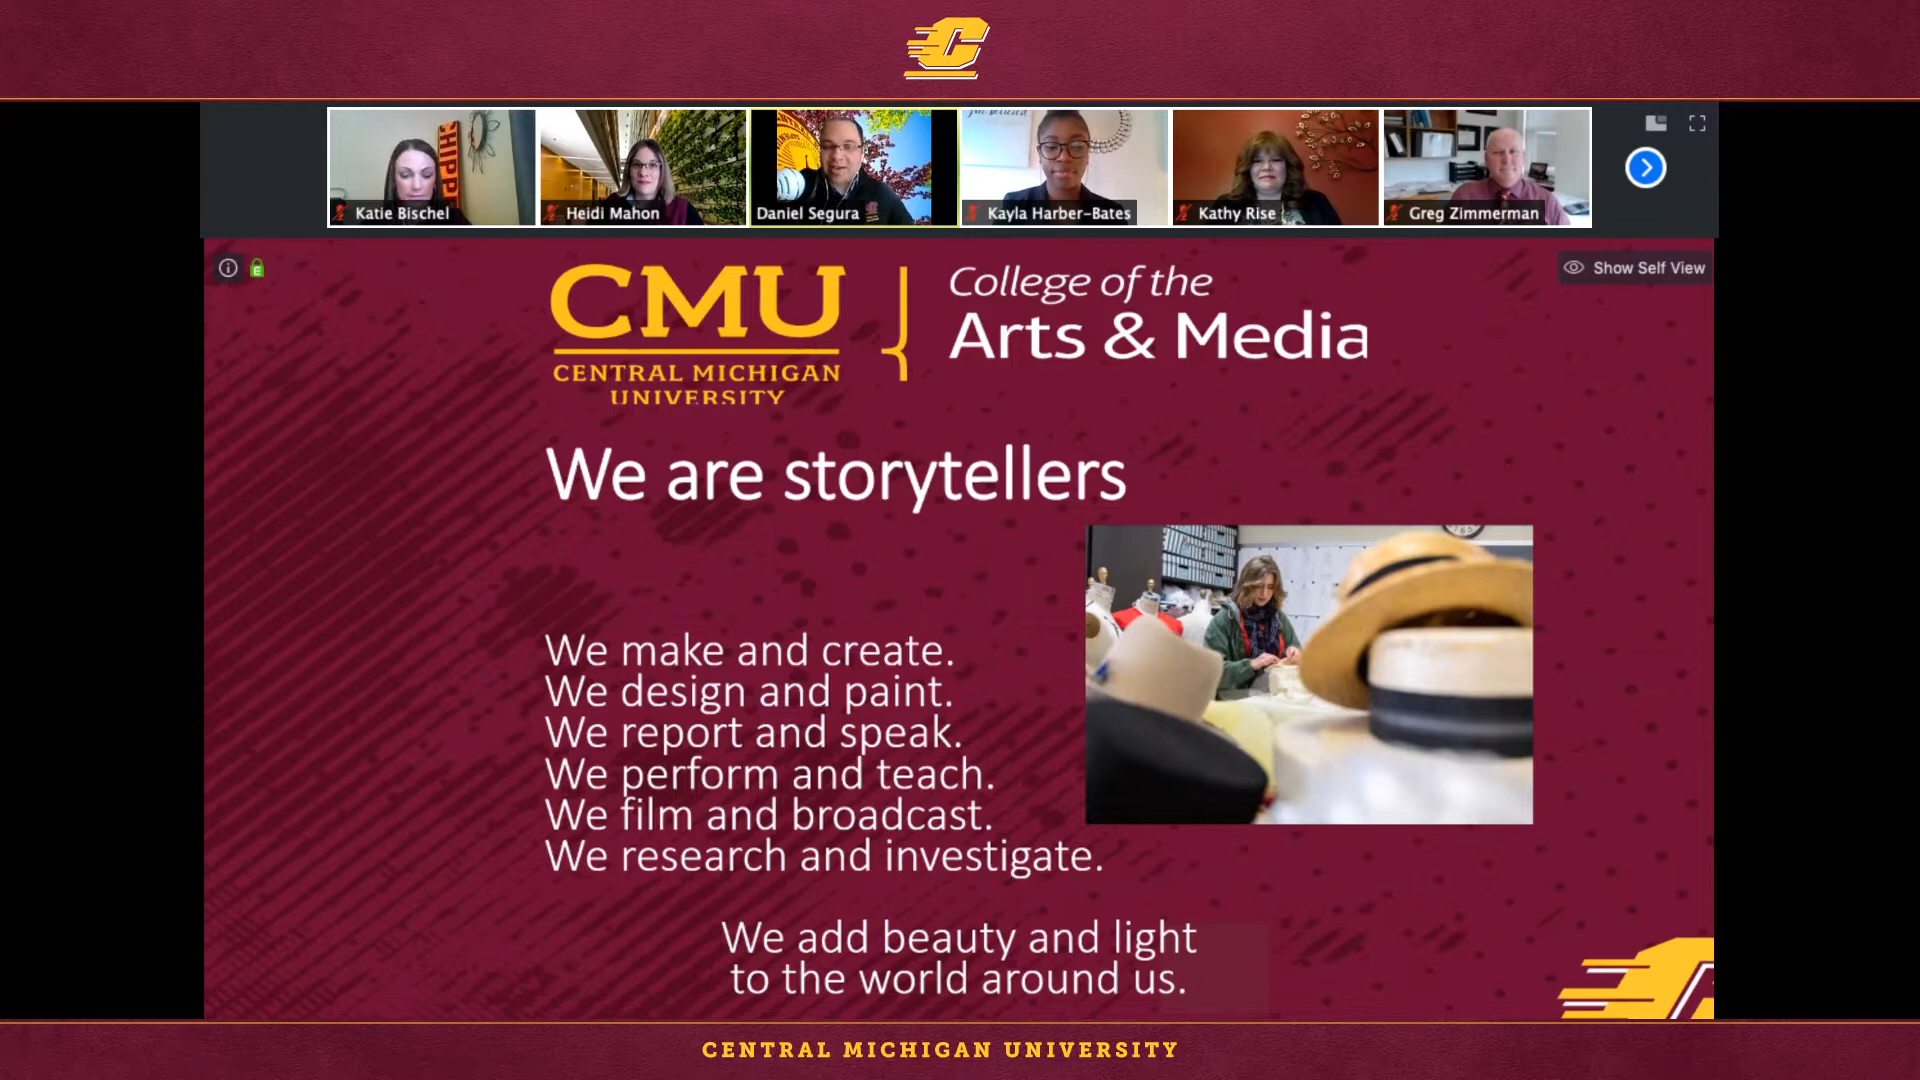 CHIPP
Katie Bischel
Heidi Mahon
Daniel Segura
Kayla Harber-Bates
Kathy Rise
Greg Zimmerman
Show Self View
CMU
CENTRAL MICHIGAN
UNIVERSITY
College of the
Arts & Media
We are storytellers
We make and create.
We design and paint.
We report and speak.
We perform and teach.
We film and broadcast.
We research and investigate.
We add beauty and light
to the world around us.
CENTRAL MICHIGAN UNIVERSITY